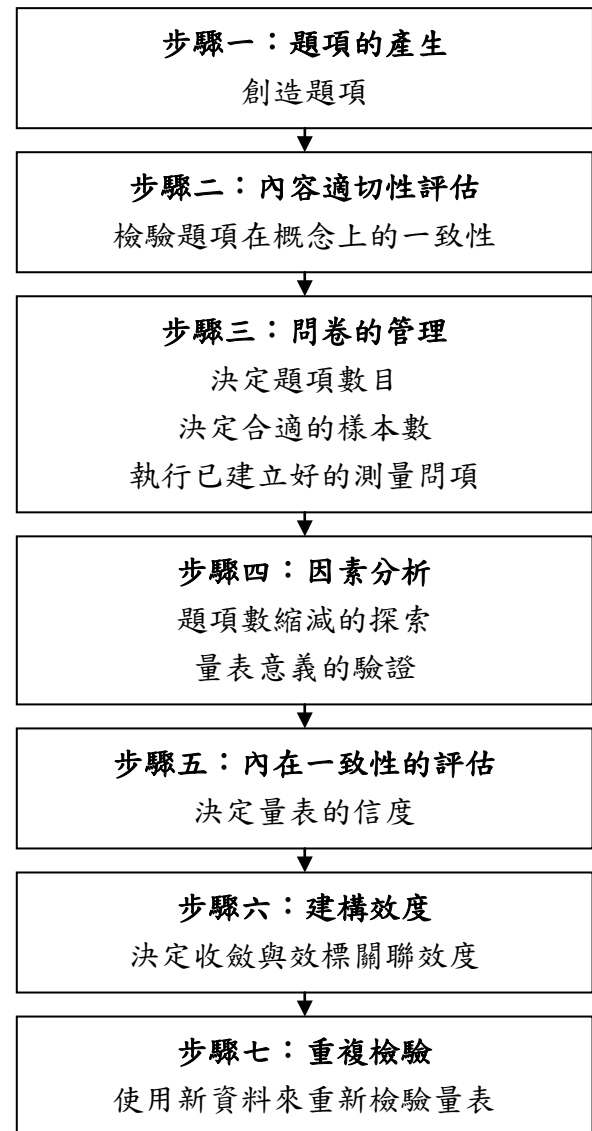 步驟一：題項的產生
創造題項
步驟二：內容適切性評估
檢驗題項在概念上的一致性
步驟三：問卷的管理
決定題項數目
決定合適的樣本數
執行已建立好的測量問項
步驟四：因素分析
題項數縮減的探索
量表意義的驗證
步驟五：內在一致性的評估
決定量表的信度
步驟六：建構效度
決定收斂與效標關聯效度
步驟七：重複檢驗
使用新資料來重新檢驗量表